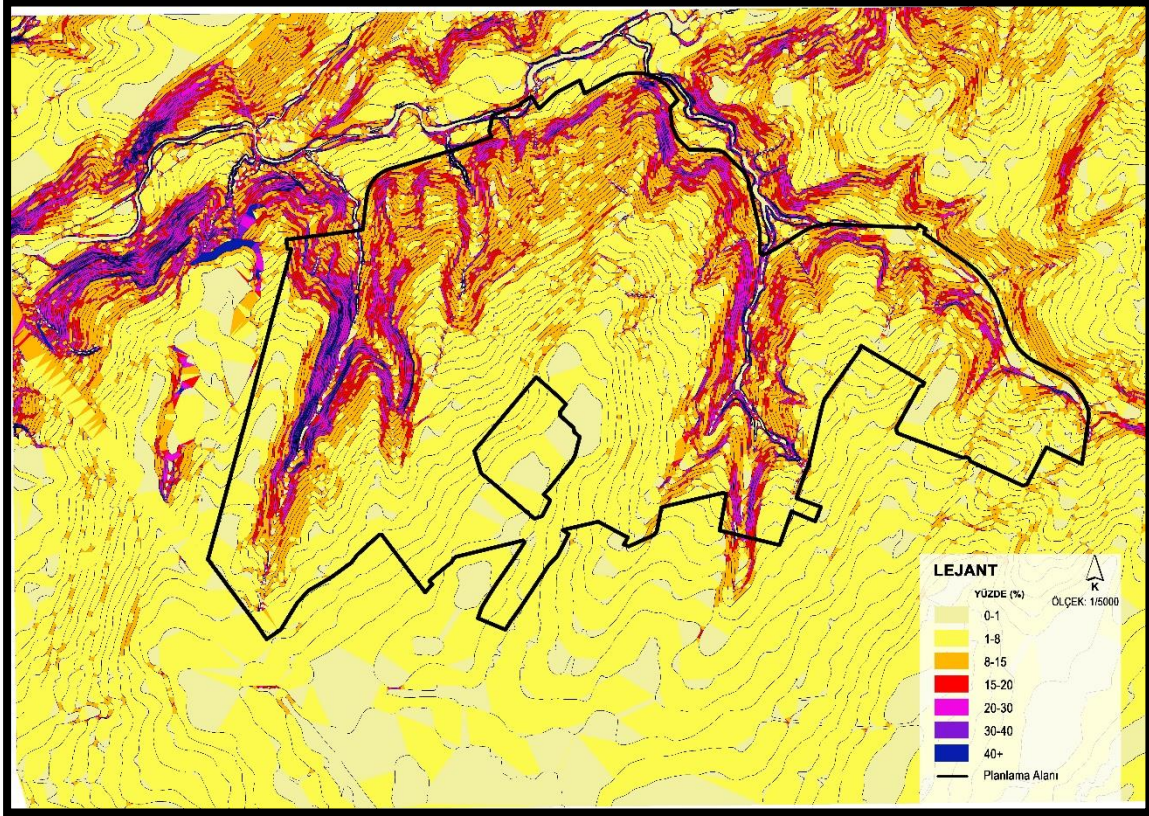 LEJANT
K
YÜZDE (%)
ÖLÇEK: 1/5000
0-1
1-8
8-15
15-20
20-30
30-40
40+
Planlama Alanı